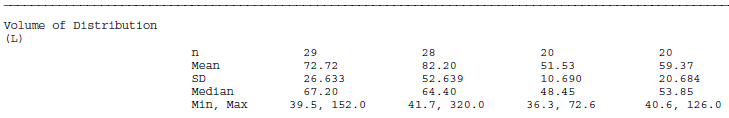 Volume of Distribution
(L)
n 29 28 20 20
Mean 72.72 82.20 51.53 59.37
SD 26.633 52.639 10.690 20.684
Median 67.20 64.40 48.45 53.85
Min, Max 39.5, 152.0 41.7, 320.0 36.3, 72.6 40.6, 126.0